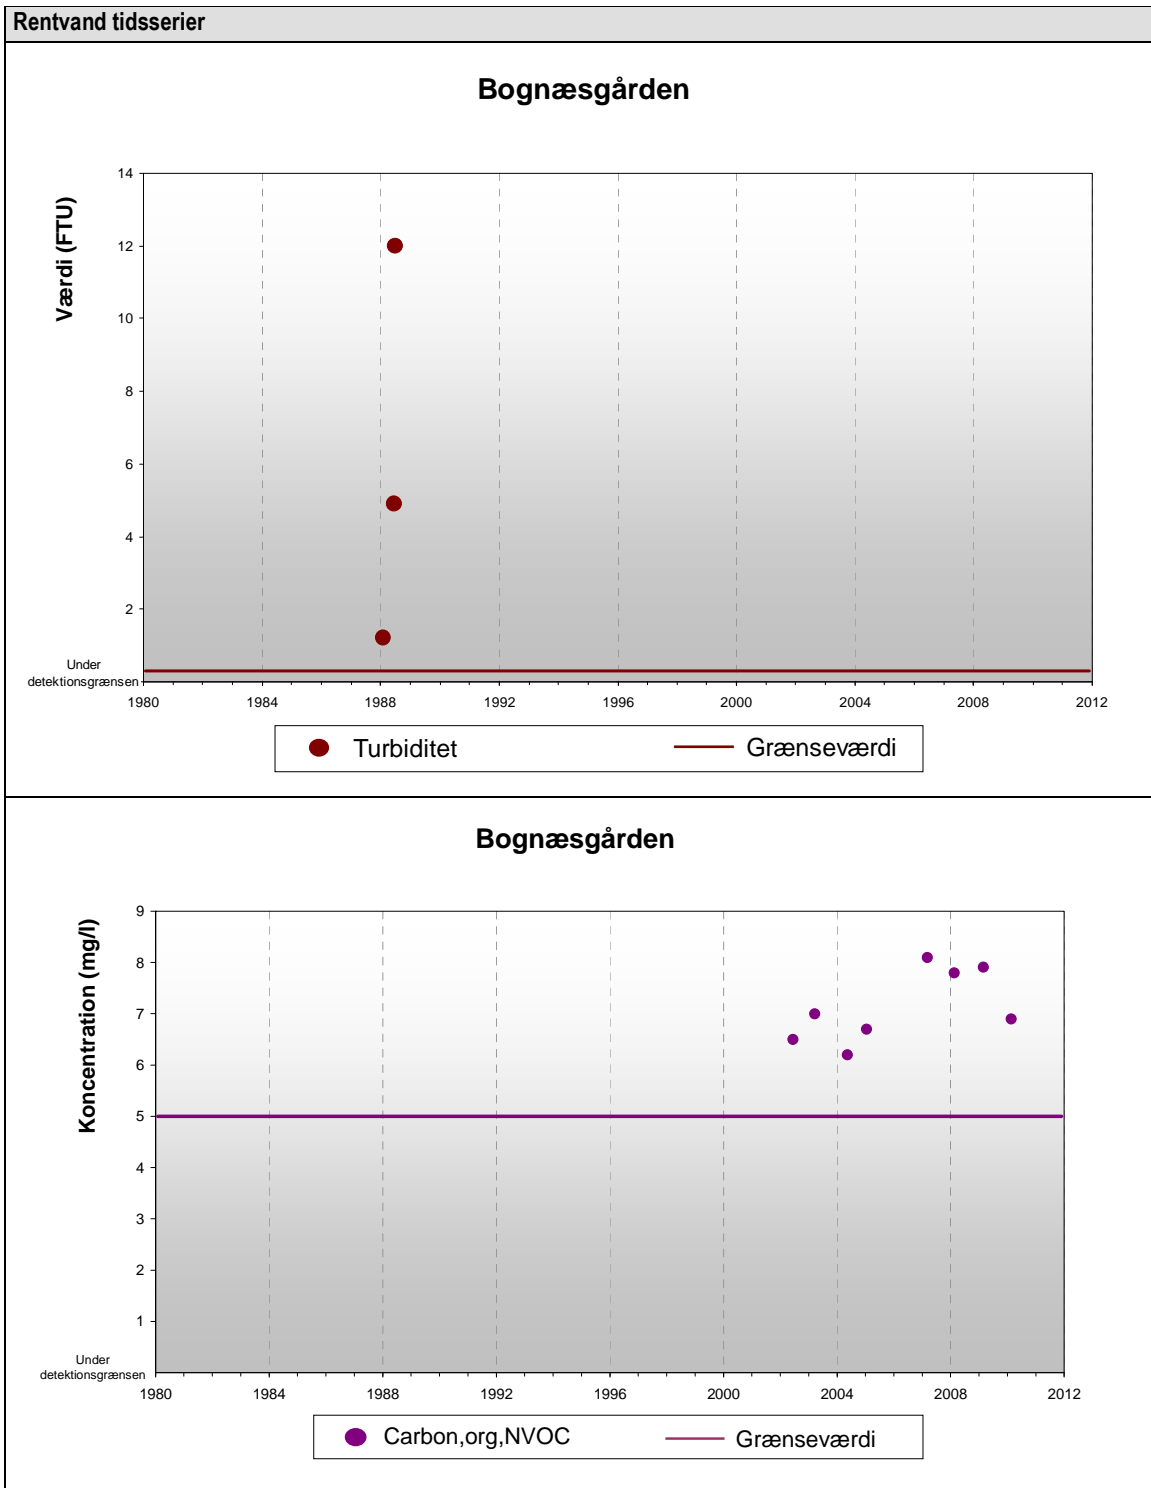 Rentvand tidsserier
Bognæsgården
Værdi (FTU)
14
12
10
8
6
4
2
Under
detektionsgrænsen
1980 1984 1988 1992 1996 2000 2004 2008 2012
Turbiditet Grænseværdi
Bognæsgården
Koncentration (mg/l)
9
8
7
6
5
4
3
2
1
Under
detektionsgrænsen
1980 1984 1988 1992 1996 2000 2004 2008 2012
Carbon,org,NVOC Grænseværdi